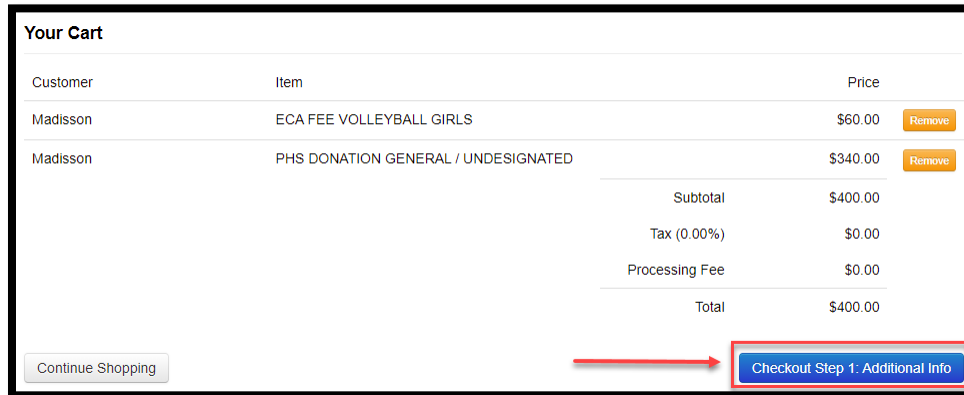 Your Cart
Customer Item Price
Madisson ECA FEE VOLLEYBALL GIRLS $60.00 Remove
Madisson PHS DONATION GENERAL / UNDESIGNATED $340.00 Remove
Subtotal $400.00
Tax (0.00%) $0.00
Processing Fee $0.00
Total $400.00
Continue Shopping Checkout Step 1: Additional Info